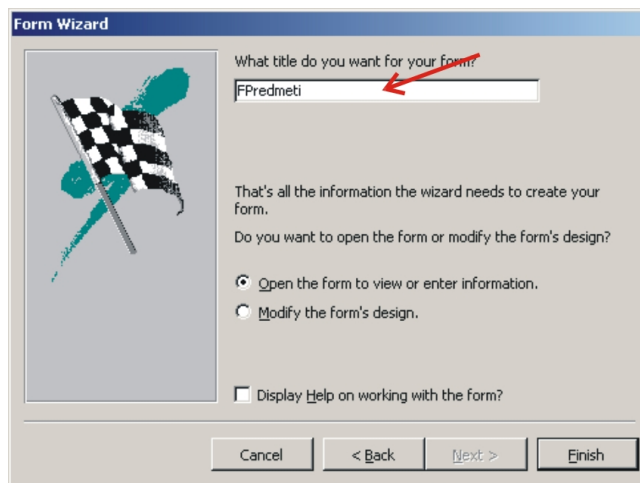 Form Wizard
What title do you want for your form?
FPredmeti
That's all the information the wizard needs to create your
form.
Do you want to open the form or modify the form's design?
Open the form to view or enter information.
Modify the form's design.
Display Help on working with the form?
Cancel
< Back
Next >
Finish